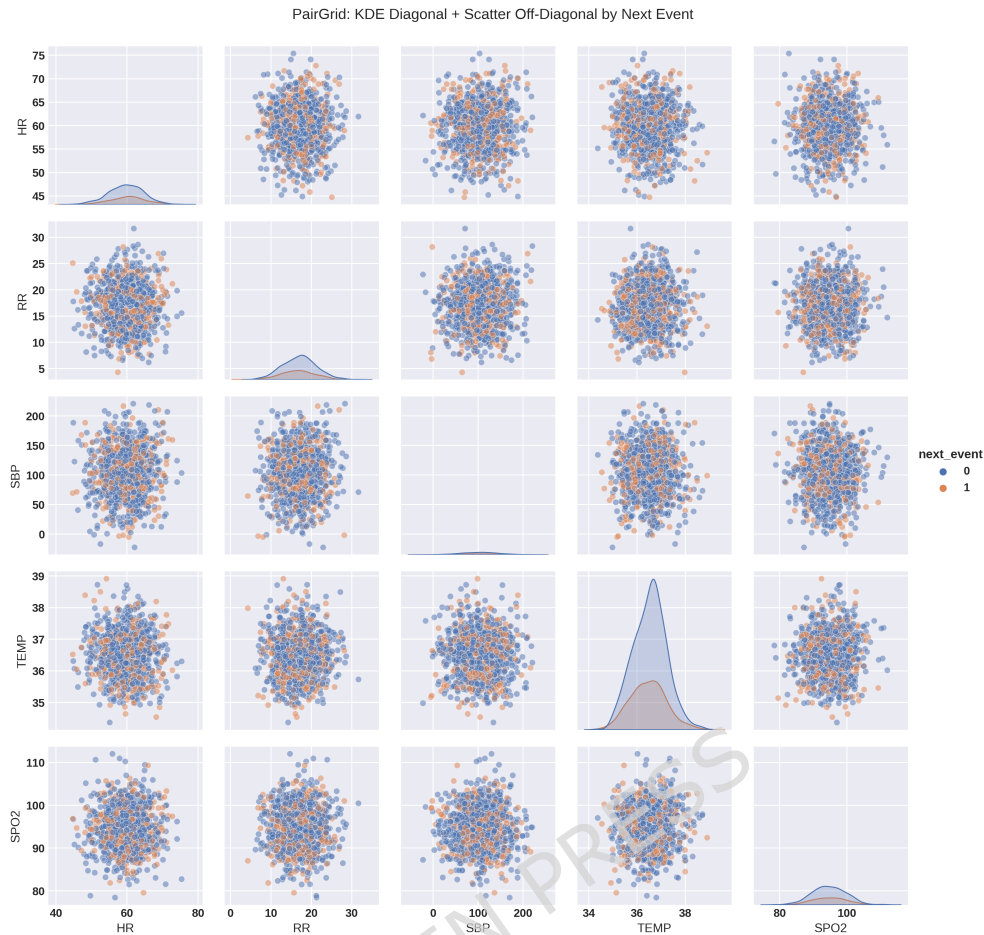 PairGrid: KDE Diagonal + Scatter Off-Diagonal by Next Event
75
70
65
60
55
50
45
HR
30
25
20
15
10
5
RR
200
150
100
50
0
SBP
next_event
0
1
39
38
37
36
35
TEMP
110
100
90
80
SPO2
40 60 80
0 10 20 30
0 100 200
34 36 38
80 100
HR
RR
SBP
TEMP
SPO2
N PRESS